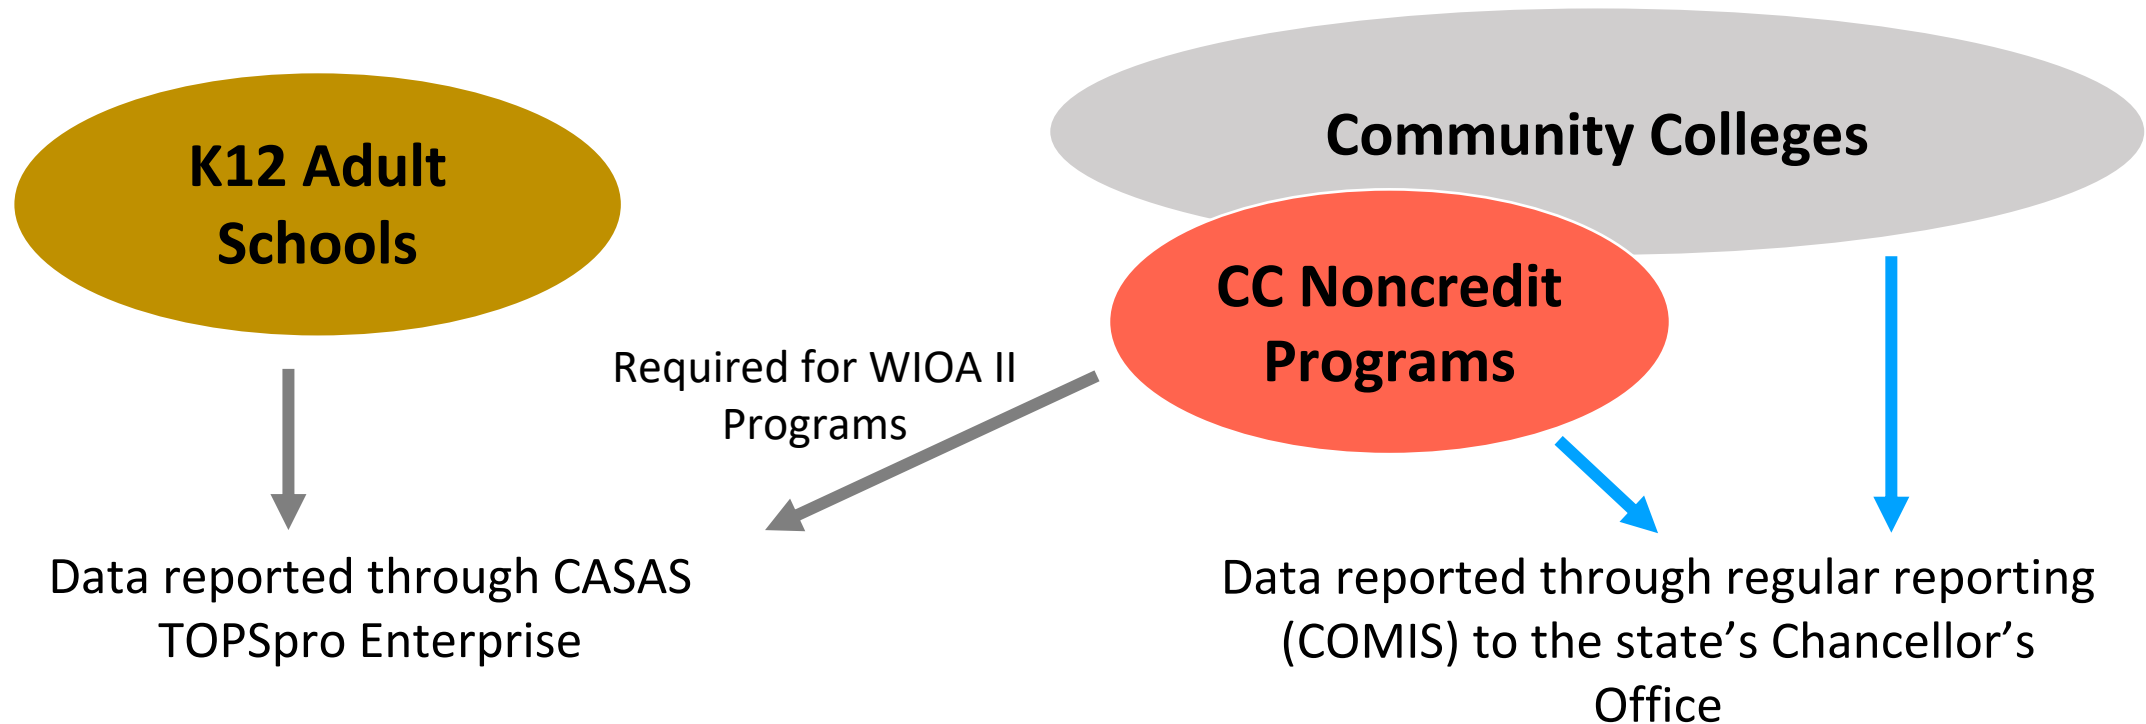 K12 Adult
Schools
Community Colleges
CC Noncredit
Programs
Required for WIOA II
Programs
Data reported through CASAS
TOPSpro Enterprise
Data reported through regular reporting
(COMIS) to the state’s Chancellor’s
Office